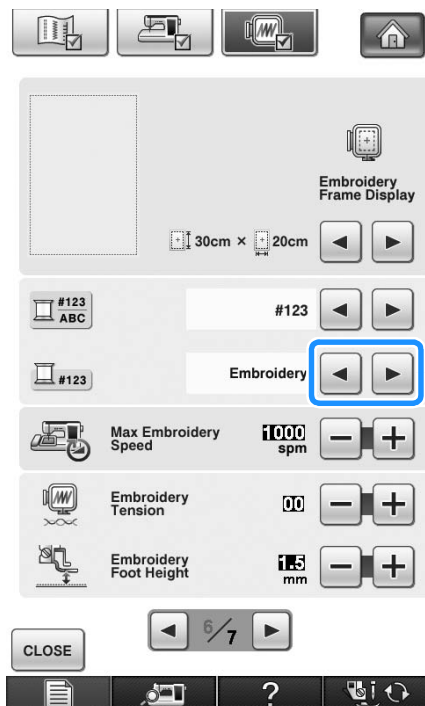 Embroidery
Frame Display
30cm × 20cm
#123
ABC
#123
#123
Embroidery
Max Embroidery
Speed
1000
spm
Embroidery
Tension
00
Embroidery
Foot Height
1.5
mm
CLOSE
6/7
?